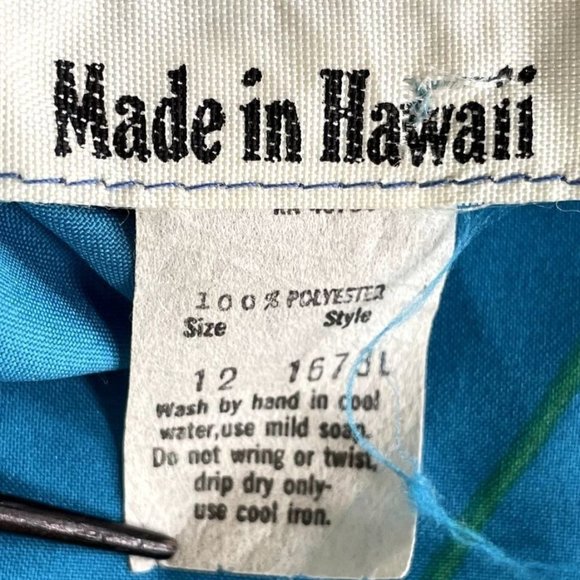 Made in Hawaii
100% POLYESTER
Size Style
12 1678L
Wash by hand in cool
water,use mild soap.
Do not wring or twist,
drip dry only-
use cool iron.